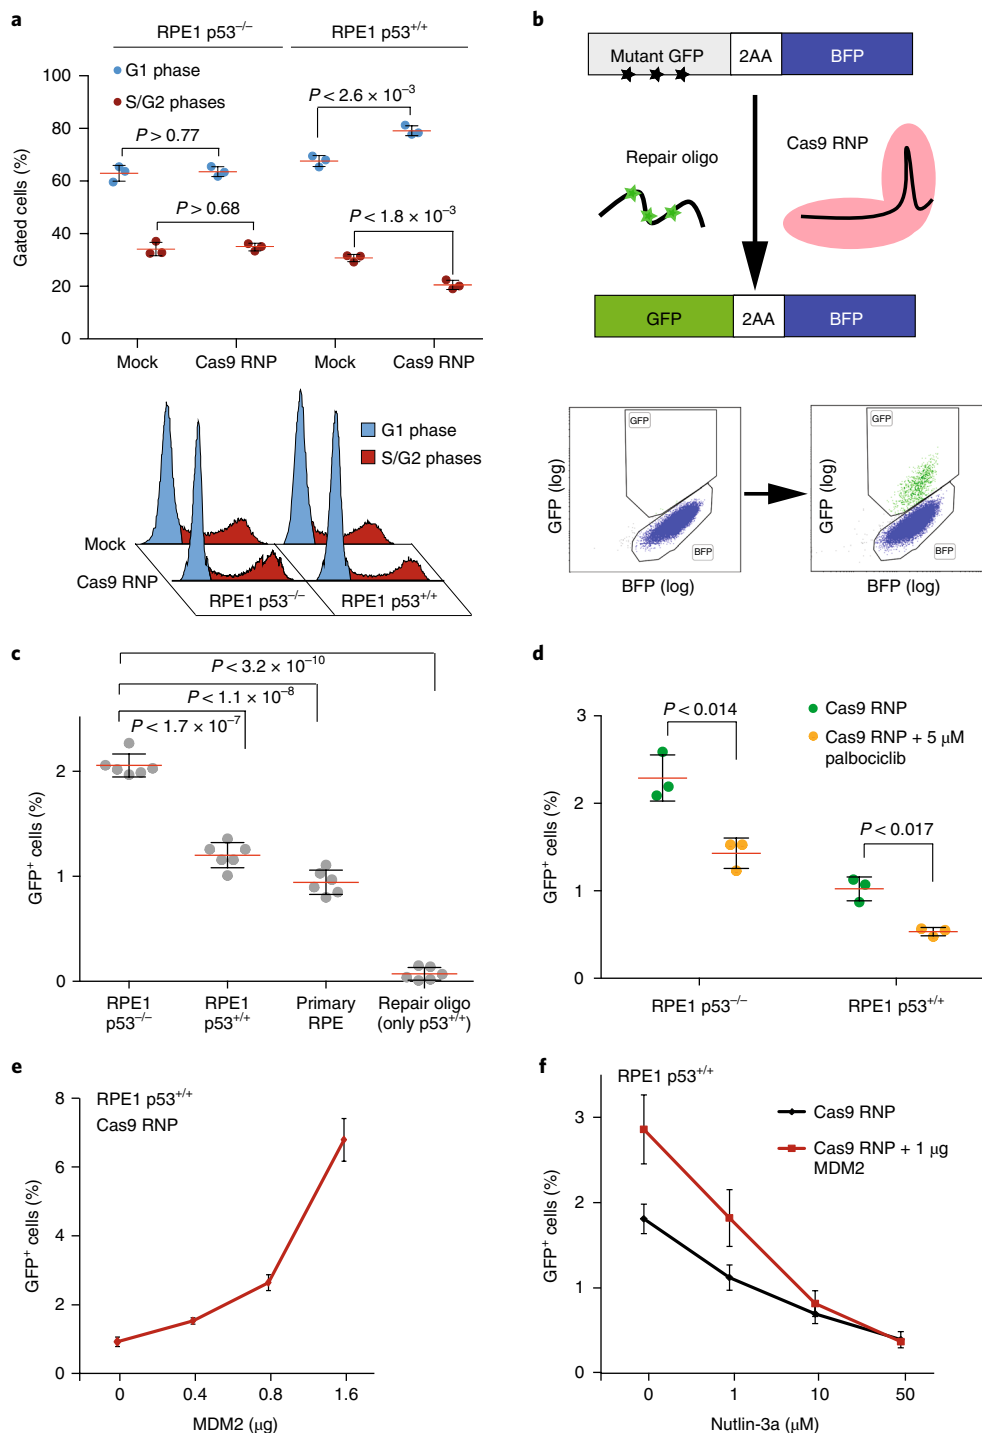 a
RPE1 p53–/–
RPE1 p53+/+
G1 phase
S/G2 phases
P > 0.77
P > 0.68
P < 2.6 × 10–3
P < 1.8 × 10–3
Gated cells (%)
100
80
60
40
20
0
Mock
Cas9 RNP
Mock
Cas9 RNP
G1 phase
S/G2 phases
Mock
Cas9 RNP
RPE1 p53–/–
RPE1 p53+/+
b
Mutant GFP
2AA
BFP
Repair oligo
Cas9 RNP
GFP
2AA
BFP
GFP
BFP
GFP (log)
BFP (log)
GFP
BFP
GFP (log)
BFP (log)
c
P < 3.2 × 10–10
P < 1.1 × 10–8
P < 1.7 × 10–7
GFP+ cells (%)
2
1
0
RPE1
p53–/–
RPE1
p53+/+
Primary
RPE
Repair oligo
(only p53+/+)
d
P < 0.014
P < 0.017
Cas9 RNP
Cas9 RNP + 5 μM
palbociclib
GFP+ cells (%)
3
2
1
0
RPE1 p53–/–
RPE1 p53+/+
e
RPE1 p53+/+
Cas9 RNP
GFP+ cells (%)
8
6
4
2
0
0
0.4
0.8
1.6
MDM2 (μg)
f
RPE1 p53+/+
Cas9 RNP
Cas9 RNP + 1 μg
MDM2
GFP+ cells (%)
3
2
1
0
0
1
10
50
Nutlin-3a (μM)